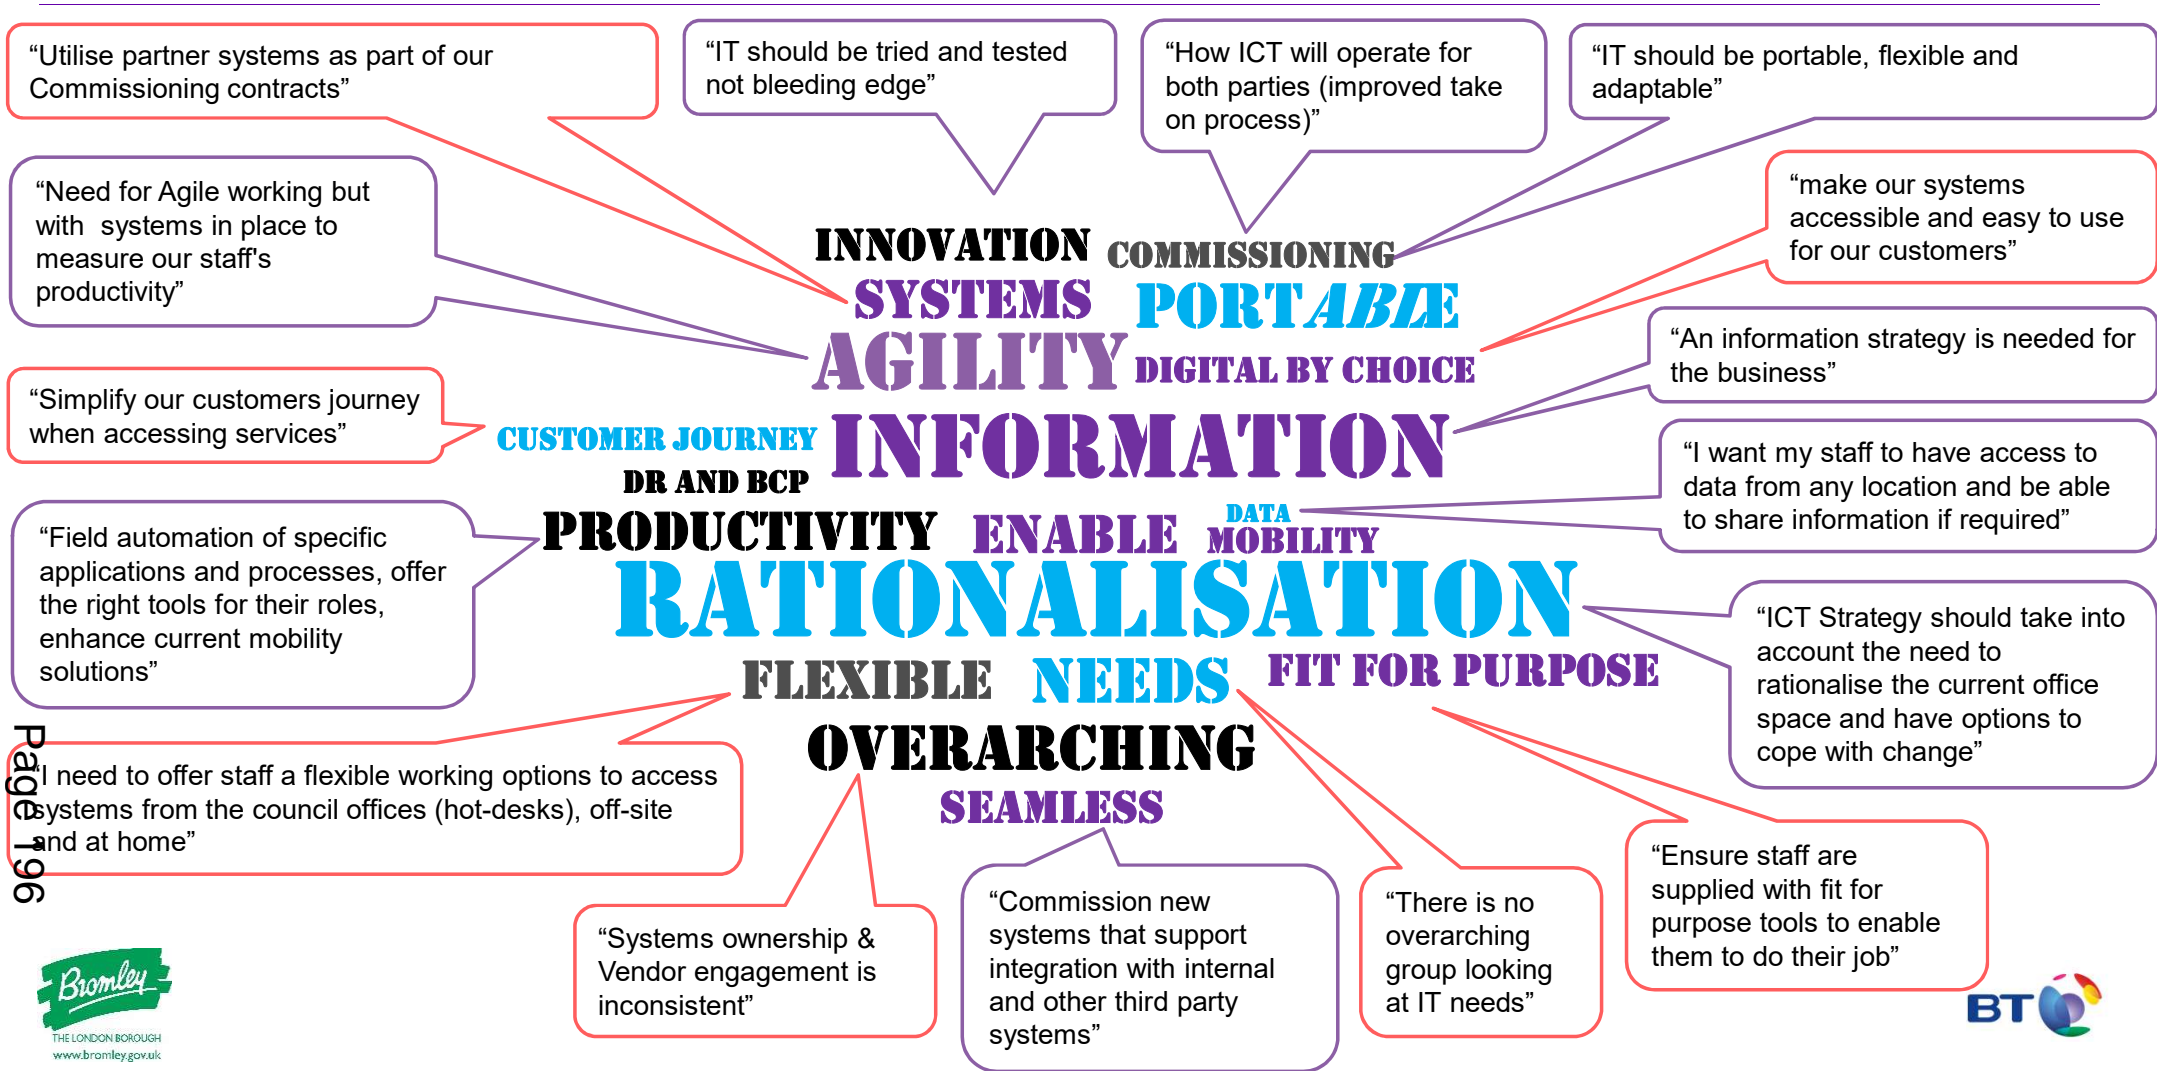 “Utilise partner systems as part of our
Commissioning contracts”
“IT should be tried and tested
not bleeding edge”
“How ICT will operate for
both parties (improved take
on process)”
“IT should be portable, flexible and
adaptable”
“Need for Agile working but
with  systems in place to
measure our staff's
productivity”
“make our systems
accessible and easy to use
for our customers”
INNOVATION
COMMISSIONING
SYSTEMS
PORTABLE
AGILITY
DIGITAL BY CHOICE
“An information strategy is needed for
the business”
“Simplify our customers journey
when accessing services”
CUSTOMER JOURNEY
INFORMATION
DR AND BCP
“I want my staff to have access to
data from any location and be able
to share information if required”
“Field automation of specific
applications and processes, offer
the right tools for their roles,
enhance current mobility
solutions”
PRODUCTIVITY
ENABLE
DATA
MOBILITY
RATIONALISATION
“ICT Strategy should take into
account the need to
rationalise the current office
space and have options to
cope with change”
FLEXIBLE
NEEDS
FIT FOR PURPOSE
OVERARCHING
SEAMLESS
“I need to offer staff a flexible working options to access
systems from the council offices (hot-desks), off-site
and at home”
Page 196
“Systems ownership &
Vendor engagement is
inconsistent”
“Commission new
systems that support
integration with internal
and other third party
systems”
“There is no
overarching
group looking
at IT needs”
“Ensure staff are
supplied with fit for
purpose tools to enable
them to do their job”
Bromley
THE LONDON BOROUGH
www.bromley.gov.uk
BT